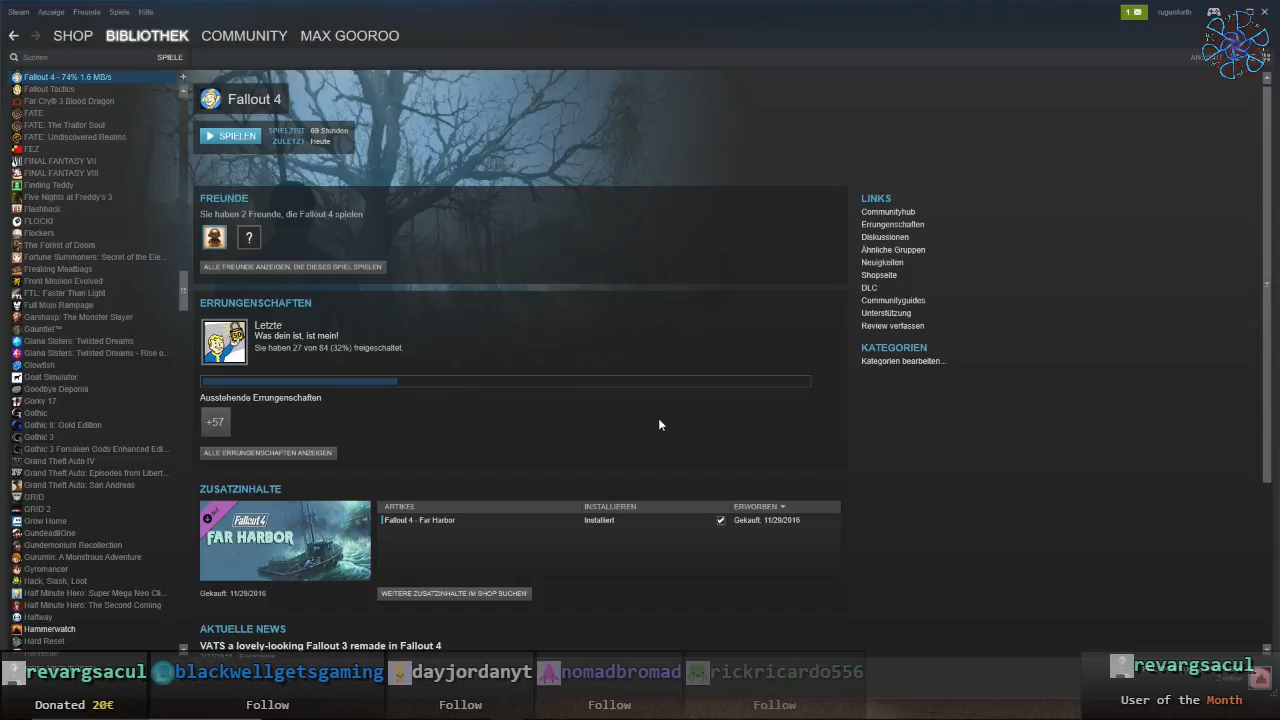 Steam Anzeige Freunde Spiele Hilfe
1
rugenforth
SHOP BIBLIOTHEK COMMUNITY MAX GOOROO
Suchen SPIELE
Fallout 4 - 74% 1.6 MB/s
Fallout Tactics
Far Cry® 3 Blood Dragon
FATE
FATE: The Traitor Soul
FATE: Undiscovered Realms
FEZ
FINAL FANTASY VII
FINAL FANTASY VIII
Finding Teddy
Five Nights at Freddy's 3
Flashback
FLOCK!
Flockers
The Forest of Doom
Fortune Summoners: Secret of the Ele...
Freaking Meatbags
Front Mission Evolved
FTL: Faster Than Light
Full Mojo Rampage
Garshasp: The Monster Slayer
Gauntlet™
Giana Sisters: Twisted Dreams
Giana Sisters: Twisted Dreams - Rise o...
Glowfish
Goat Simulator
Goodbye Deponia
Gorky 17
Gothic
Gothic II: Gold Edition
Gothic 3
Gothic 3 Forsaken Gods Enhanced Edi...
Grand Theft Auto IV
Grand Theft Auto: Episodes from Libert...
Grand Theft Auto: San Andreas
GRID
GRID 2
Grow Home
GundeadliGne
Gundemonium Recollection
Gurumin: A Monstrous Adventure
Gyromancer
Hack, Slash, Loot
Half Minute Hero: Super Mega Neo Cli...
Half Minute Hero: The Second Coming
Halfway
Hammerwatch
Hard Reset
Fallout 4
SPIELEN
SPIELZEIT 69 Stunden
ZULETZT Heute
FREUNDE
Sie haben 2 Freunde, die Fallout 4 spielen
?
ALLE FREUNDE ANZEIGEN, DIE DIESES SPIEL SPIELEN
ERRUNGENSCHAFTEN
Letzte
Was dein ist, ist mein!
Sie haben 27 von 84 (32%) freigeschaltet.
Ausstehende Errungenschaften
+57
ALLE ERRUNGENSCHAFTEN ANZEIGEN
ZUSATZINHALTE
Fallout 4
FAR HARBOR
Gekauft: 11/29/2016
ARTIKEL INSTALLIEREN ERWORBEN
Fallout 4 - Far Harbor Installiert Gekauft: 11/29/2016
WEITERE ZUSATZINHALTE IM SHOP SUCHEN
AKTUELLE NEWS
VATS a lovely-looking Fallout 3 remade in Fallout 4
LINKS
Communityhub
Errungenschaften
Diskussionen
Ähnliche Gruppen
Neuigkeiten
Shopseite
DLC
Communityguides
Unterstützung
Review verfassen
KATEGORIEN
Kategorien bearbeiten...
revargsacul blackwellgetsgaming dayjordanyt nomadbromad rickricardo556 revargsacul
Donated 20€ Follow Follow Follow Follow User of the Month